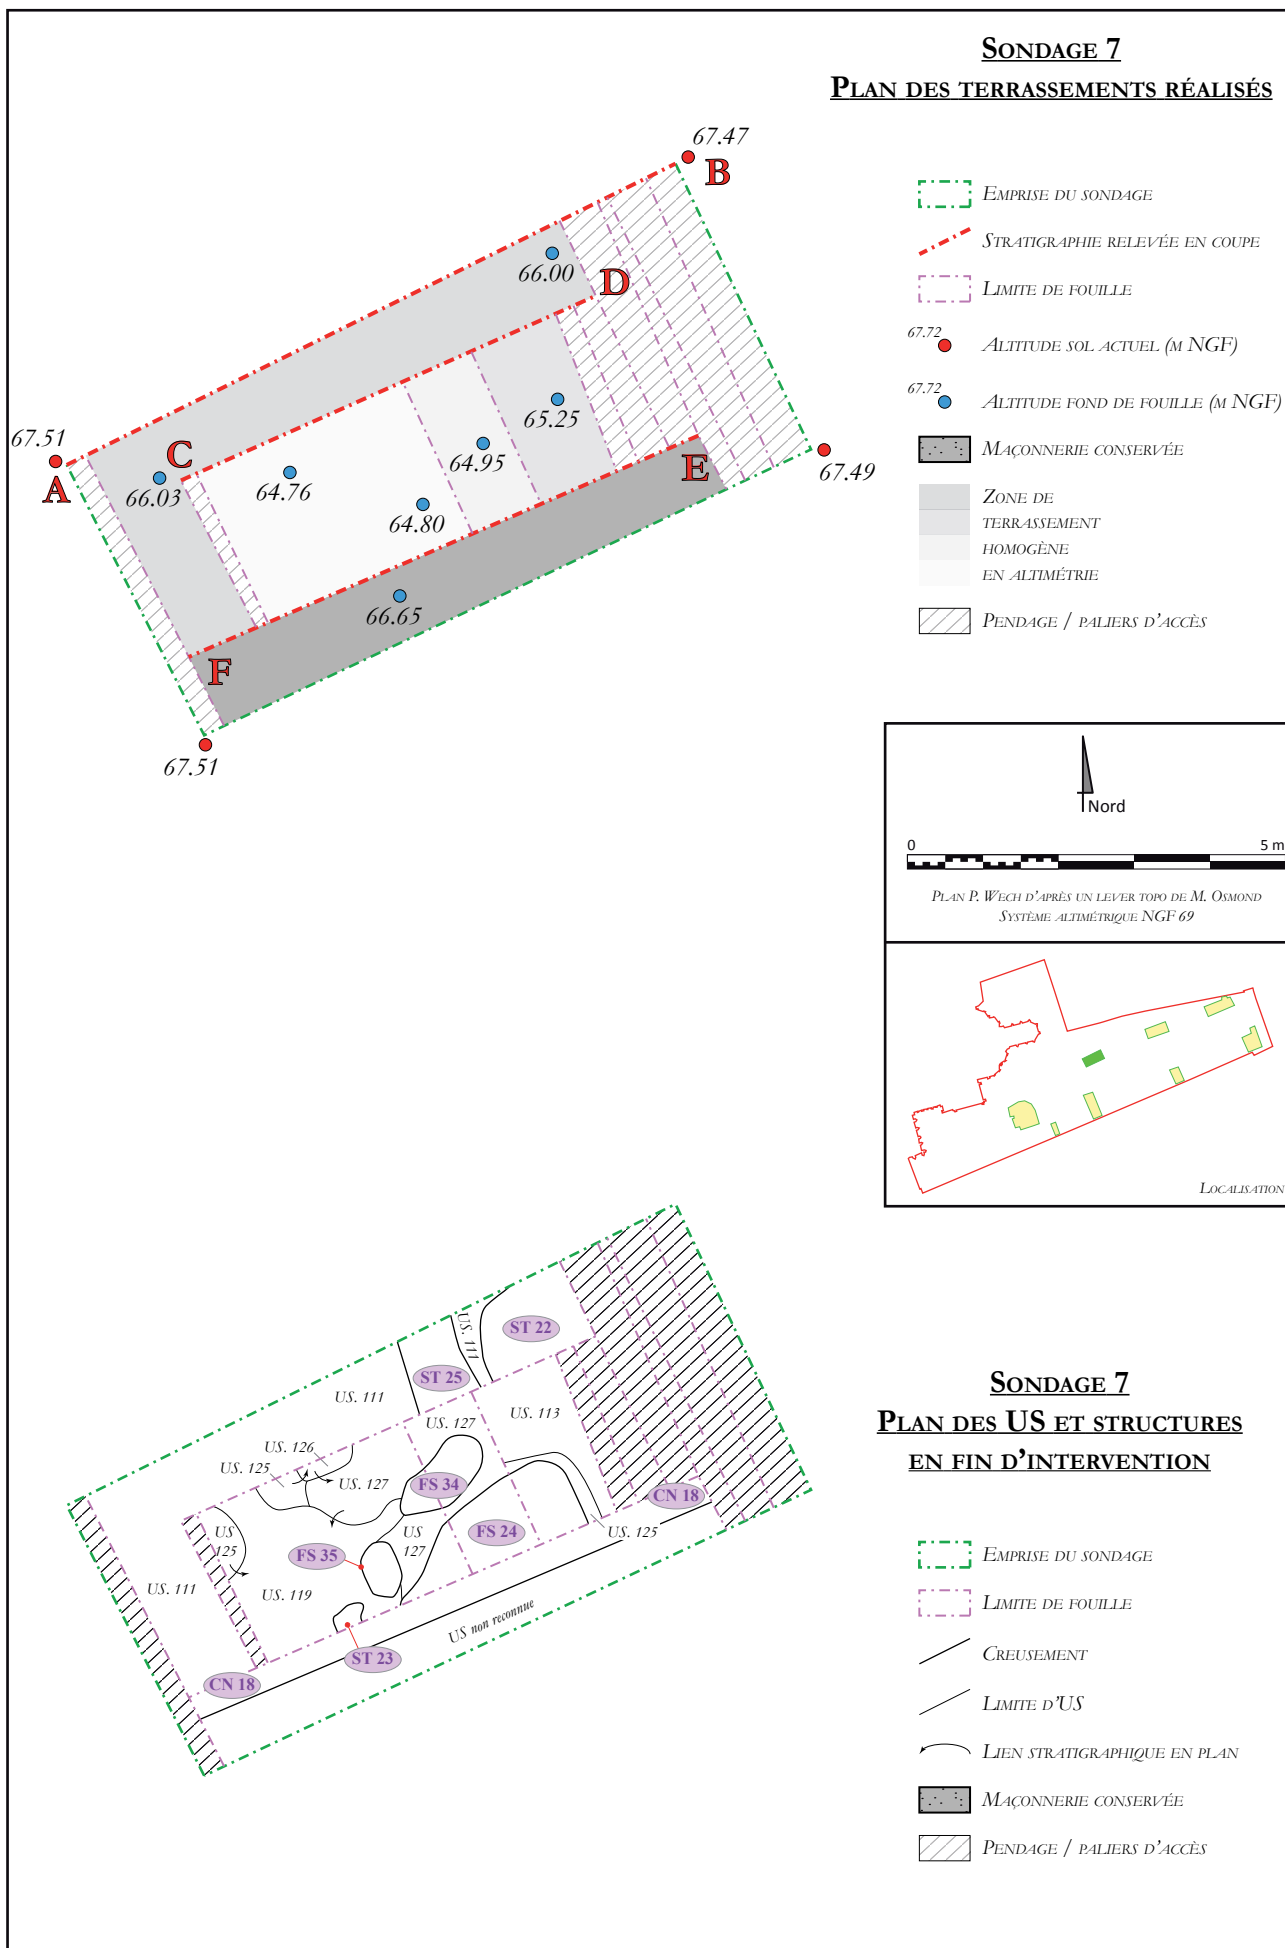 SONDAGE 7
PLAN DES TERRASSEMENTS RÉALISÉS
67.47
B
66.00
D
67.51
A
C
66.03
64.76
65.25
64.95
64.80
E
67.49
66.65
F
67.51
EMPRISE DU SONDAGE
STRATIGRAPHIE RELEVÉE EN COUPE
LIMITE DE FOUILLE
67.72
ALTITUDE SOL ACTUEL (M NGF)
67.72
ALTITUDE FOND DE FOUILLE (M NGF)
MAÇONNERIE CONSERVÉE
ZONE DE
TERRASSEMENT
HOMOGÈNE
EN ALTIMÉTRIE
PENDAGE / PALIERS D'ACCÈS
Nord
0 5 m
PLAN P. WECH D'APRÈS UN LEVER TOPO DE M. OSMOND
SYSTÈME ALTIMÉTRIQUE NGF 69
LOCALISATION
ST 22
US. 111
ST 25
US. 111
US. 113
US. 127
US. 126
US. 125
US. 127
FS 34
CN 18
US
125
FS 24
US. 125
US
127
FS 35
US. 111
US. 119
US non reconnue
ST 23
CN 18
SONDAGE 7
PLAN DES US ET STRUCTURES
EN FIN D'INTERVENTION
EMPRISE DU SONDAGE
LIMITE DE FOUILLE
CREUSEMENT
LIMITE D'US
LIEN STRATIGRAPHIQUE EN PLAN
MAÇONNERIE CONSERVÉE
PENDAGE / PALIERS D'ACCÈS